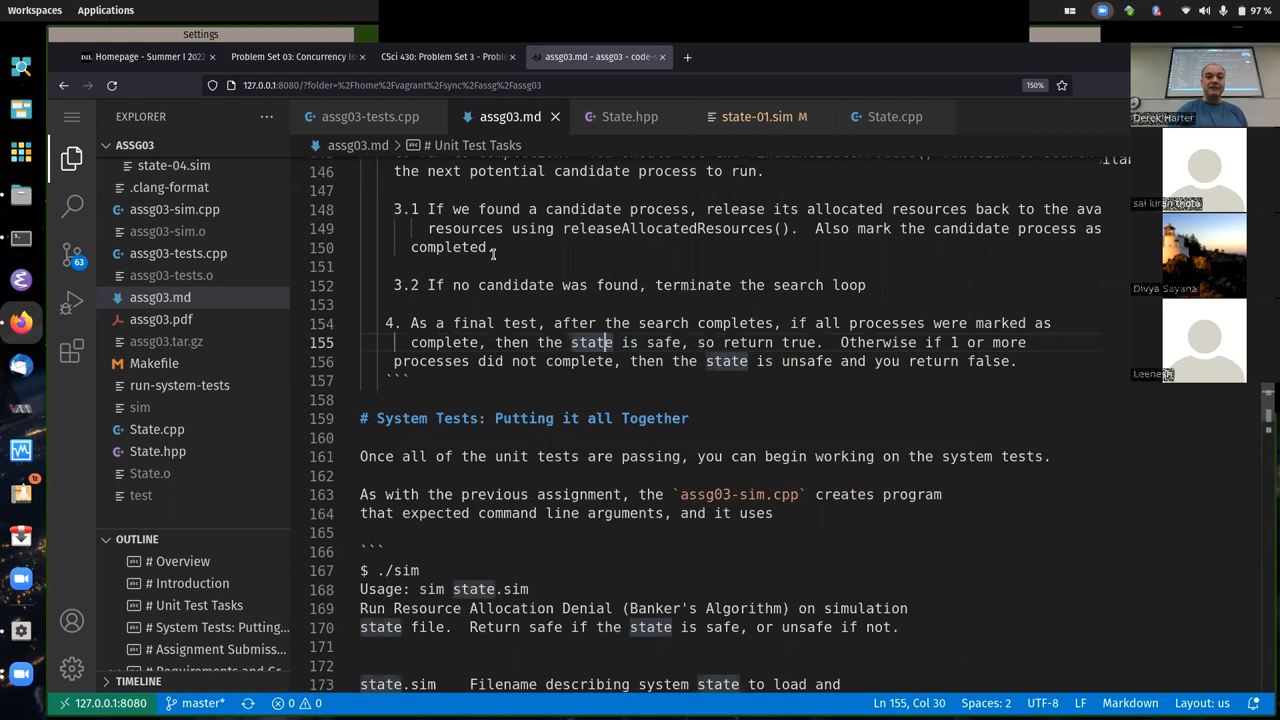 Workspaces Applications 97 %
Settings
Homepage - Summer I 2022 Problem Set 03: Concurrency Is: CSci 430: Problem Set 3 - Proble assg03.md - assg03 - code-s
127.0.0.1:8080/?folder=%2Fhome%2Fvagrant%2Fsync%2Fassg%2Fassg03 150%
EXPLORER
assg03-tests.cpp assg03.md State.hpp state-01.sim M State.cpp
assg03.md > # Unit Test Tasks
ASSG03
state-04.sim
.clang-format
assg03-sim.cpp
assg03-sim.o
assg03-tests.cpp
assg03-tests.o
assg03.md
assg03.pdf
assg03.tar.gz
Makefile
run-system-tests
sim
State.cpp
State.hpp
State.o
test
OUTLINE
# Overview
# Introduction
# Unit Test Tasks
# System Tests: Putting...
# Assignment Submiss...
TIMELINE
63
12
146 the next potential candidate process to run.
147
148 3.1 If we found a candidate process, release its allocated resources back to the ava
149 resources using releaseAllocatedResources(). Also mark the candidate process as
150 completed.
151
152 3.2 If no candidate was found, terminate the search loop
153
154 4. As a final test, after the search completes, if all processes were marked as
155 complete, then the state is safe, so return true. Otherwise if 1 or more
156 processes did not complete, then the state is unsafe and you return false.
157 ```
158
159 # System Tests: Putting it all Together
160
161 Once all of the unit tests are passing, you can begin working on the system tests.
162
163 As with the previous assignment, the `assg03-sim.cpp` creates program
164 that expected command line arguments, and it uses
165
166 ```
167 $ ./sim
168 Usage: sim state.sim
169 Run Resource Allocation Denial (Banker's Algorithm) on simulation
170 state file. Return safe if the state is safe, or unsafe if not.
171
172
173 state.sim Filename describing system state to load and
Derek Harter
sai kiran thota
Divya Sanaya
Leenesh
127.0.0.1:8080 master* 0 0 Ln 155, Col 30 Spaces: 2 UTF-8 LF Markdown Layout: us